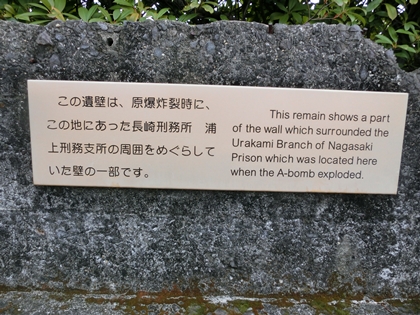 この遺壁は、原爆炸裂時に、
この地にあった長崎刑務所　浦
上刑務支所の周囲をめぐらして
いた壁の一部です。
This remain shows a part
of the wall which surrounded the
Urakami Branch of Nagasaki
Prison which was located here
when the A-bomb exploded.